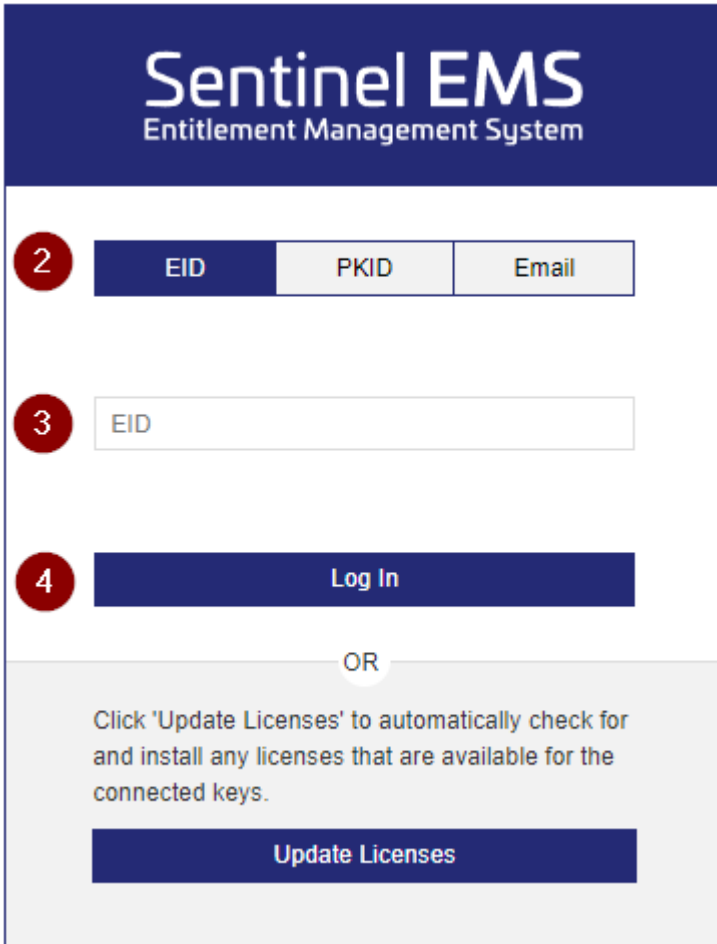 Sentinel EMS
Entitlement Management System
2 EID PKID Email
3 EID
4 Log In
OR
Click 'Update Licenses' to automatically check for
and install any licenses that are available for the
connected keys.
Update Licenses